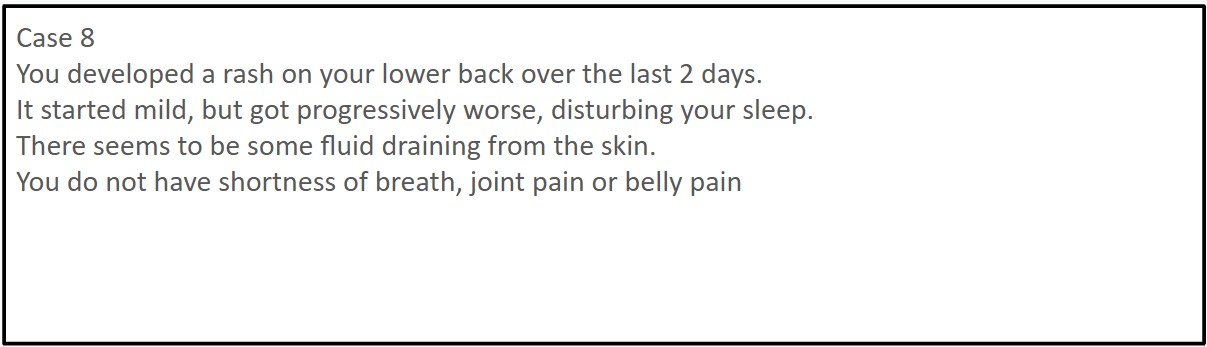 Case 8
You developed a rash on your lower back over the last 2 days.
It started mild, but got progressively worse, disturbing your sleep.
There seems to be some fluid draining from the skin.
You do not have shortness of breath, joint pain or belly pain